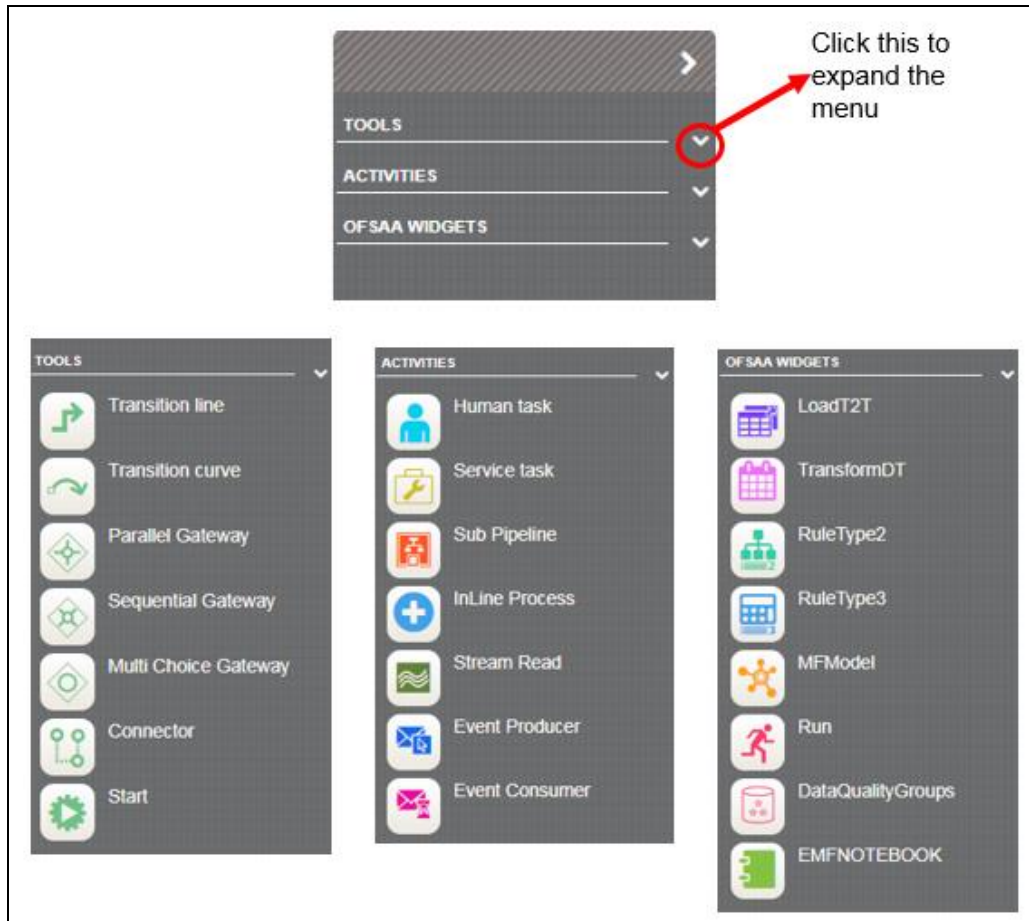 Click this to
expand the
menu
TOOLS
ACTIVITIES
OFSAA WIDGETS
TOOLS
Transition line
Transition curve
Parallel Gateway
Sequential Gateway
Multi Choice Gateway
Connector
Start
ACTIVITIES
Human task
Service task
Sub Pipeline
InLine Process
Stream Read
Event Producer
Event Consumer
OFSAA WIDGETS
LoadT2T
TransformDT
RuleType2
RuleType3
MFModel
Run
DataQualityGroups
EMFNOTEBOOK